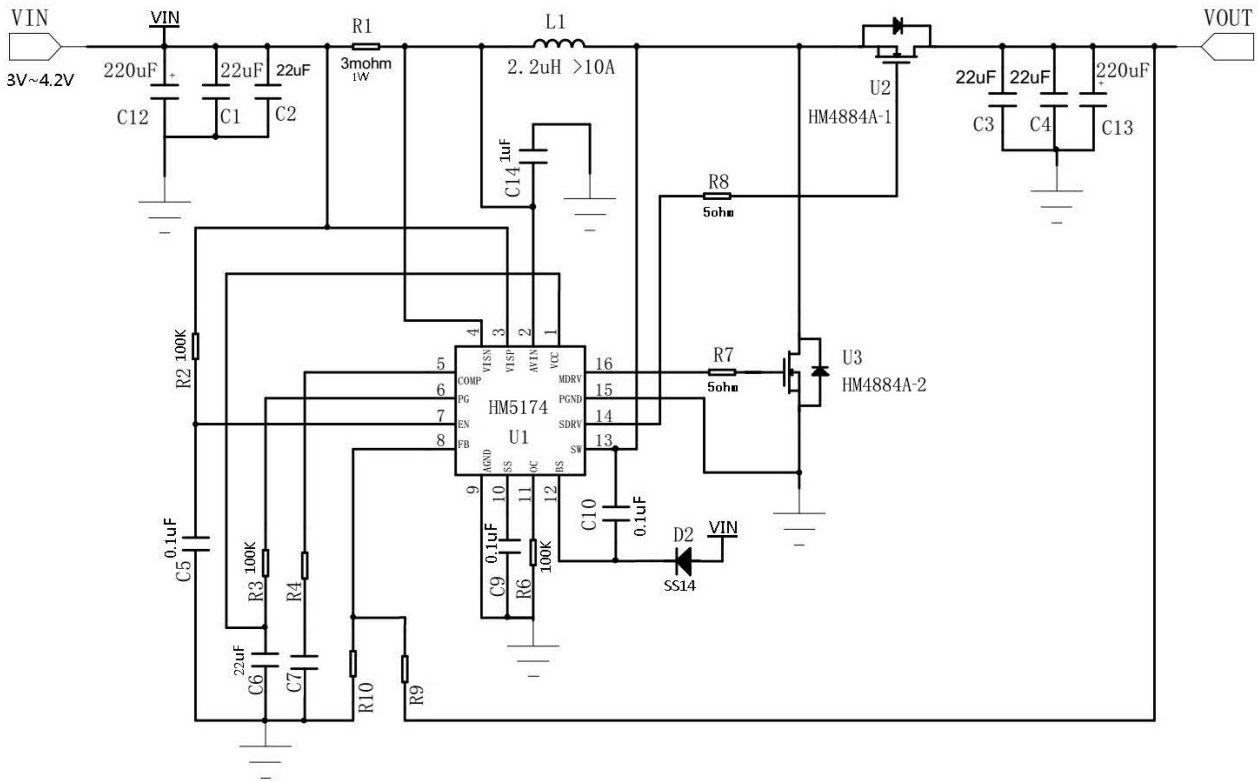 VIN
VIN
R1
L1
VOUT
3V~4.2V
220uF
+
22uF
22uF
3mohm
1W
2.2uH >10A
C12
C1
C2
U2
HM4884A-1
22uF
22uF
220uF
+
C3
C4
C13
1uF
C14
R8
5ohm
R2
100K
4
3
2
1
VISN
VISP
AVIN
VCC
5
COMP
6
PG
7
EN
8
FB
HM5174
U1
16
MDRV
15
PGND
14
SDRV
13
SW
R7
5ohm
U3
HM4884A-2
AGND
SS
OC
BS
9
10
11
12
0.1uF
C5
100K
R3
R4
0.1uF
C9
R6
100K
C10
0.1uF
D2
SS14
VIN
22uF
C6
C7
R10
R9